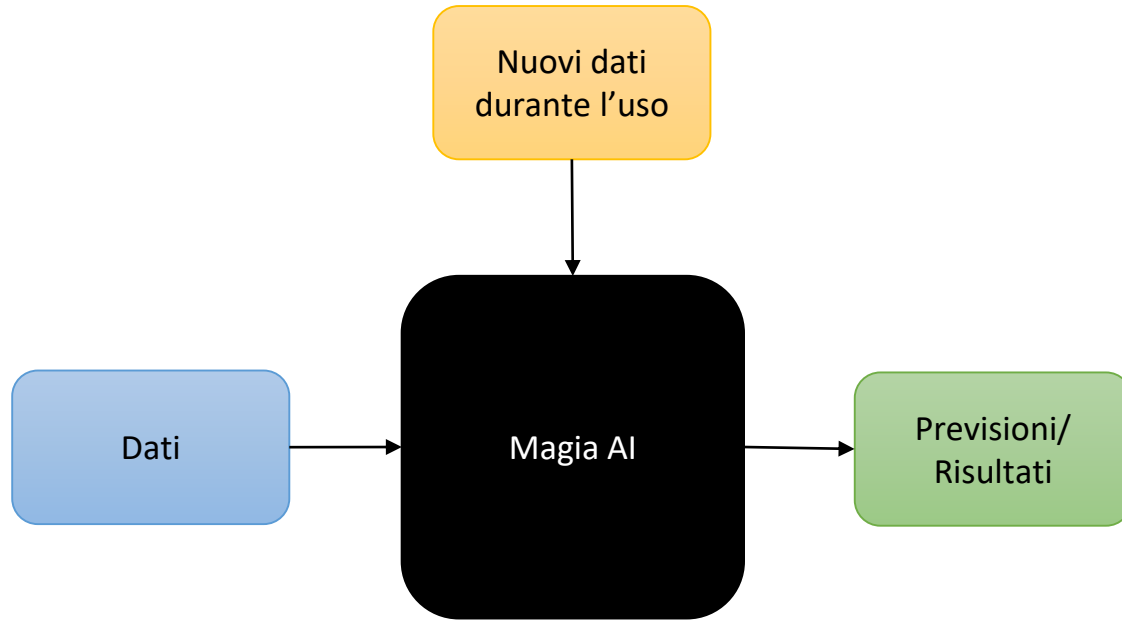 Nuovi dati
durante l’uso
Dati
Magia AI
Previsioni/
Risultati